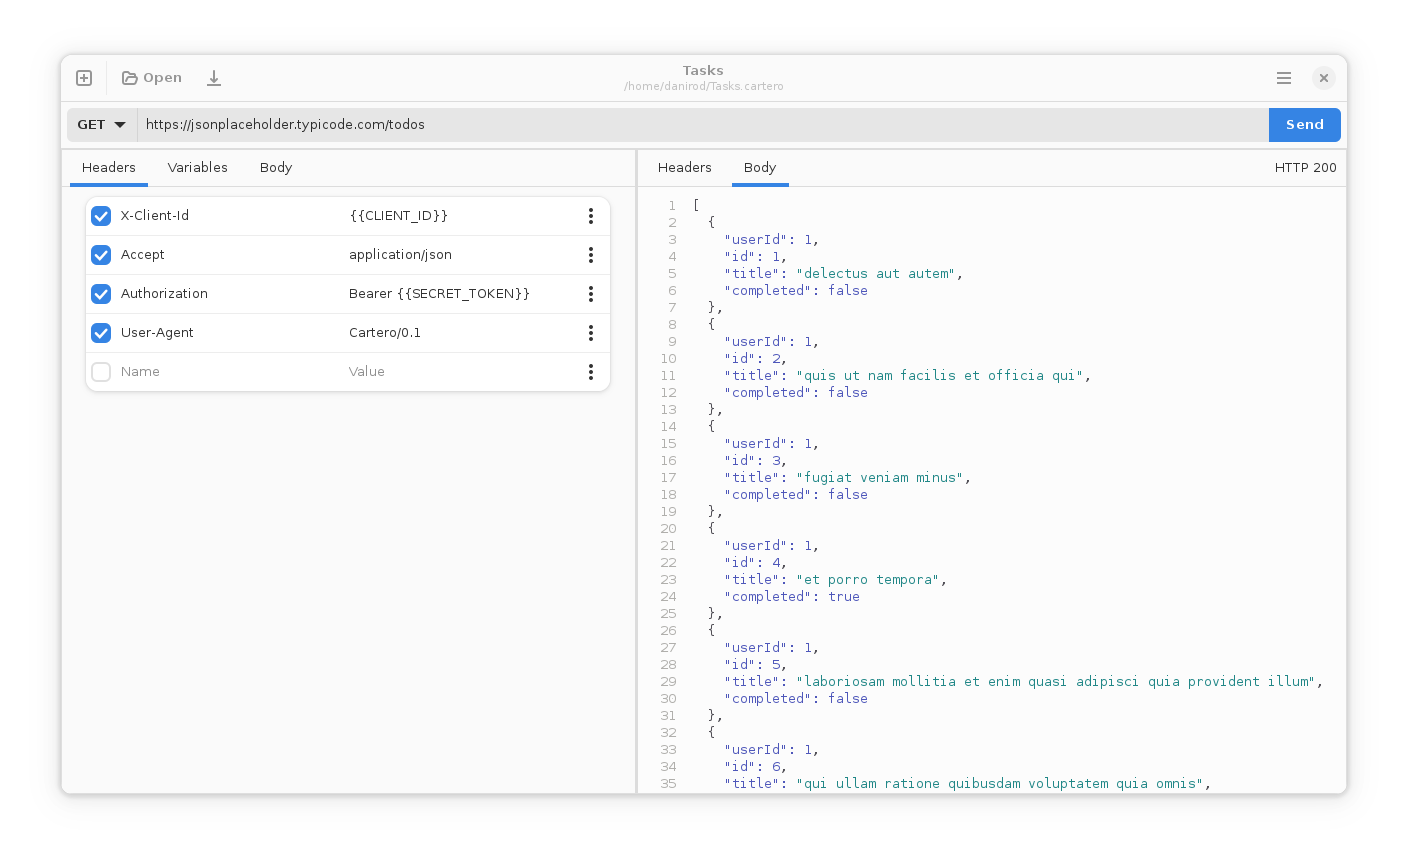 Open
Tasks
/home/danirod/Tasks.cartero
GET https://jsonplaceholder.typicode.com/todos Send
Headers Variables Body
X-Client-Id {{CLIENT_ID}}
Accept application/json
Authorization Bearer {{SECRET_TOKEN}}
User-Agent Cartero/0.1
Name Value
Headers Body HTTP 200
1 [
2 {
3 "userId": 1,
4 "id": 1,
5 "title": "delectus aut autem",
6 "completed": false
7 },
8 {
9 "userId": 1,
10 "id": 2,
11 "title": "quis ut nam facilis et officia qui",
12 "completed": false
13 },
14 {
15 "userId": 1,
16 "id": 3,
17 "title": "fugiat veniam minus",
18 "completed": false
19 },
20 {
21 "userId": 1,
22 "id": 4,
23 "title": "et porro tempora",
24 "completed": true
25 },
26 {
27 "userId": 1,
28 "id": 5,
29 "title": "laboriosam mollitia et enim quasi adipisci quia provident illum",
30 "completed": false
31 },
32 {
33 "userId": 1,
34 "id": 6,
35 "title": "qui ullam ratione quibusdam voluptatem quia omnis",